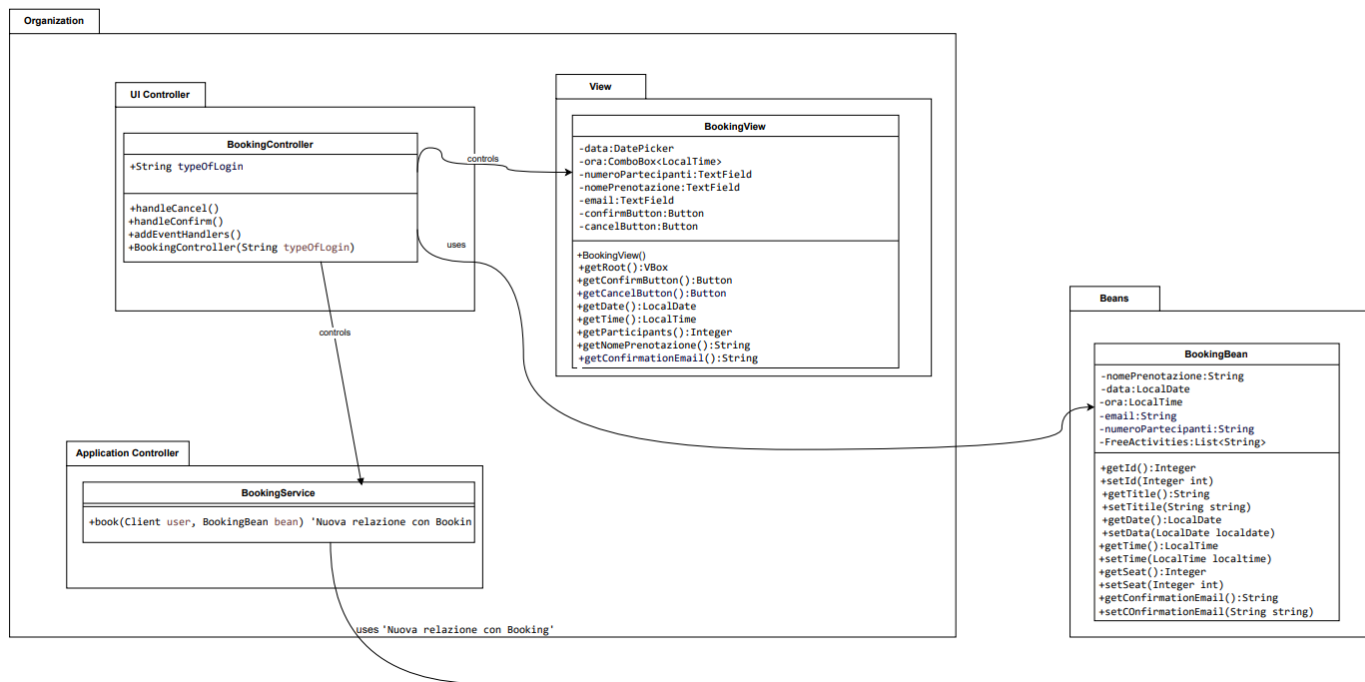 Organization
UI Controller
BookingController
+String typeOfLogin
+handleCancel()
+handleConfirm()
+addEventHandlers()
+BookingController(String typeOfLogin)
controls
uses
controls
View
BookingView
-data:DatePicker
-ora:ComboBox<LocalTime>
-numeroPartecipanti:TextField
-nomePrenotazione:TextField
-email:TextField
-confirmButton:Button
-cancelButton:Button
+BookingView()
+getRoot():VBox
+getConfirmButton():Button
+getCancelButton():Button
+getDate():LocalDate
+getTime():LocalTime
+getParticipants():Integer
+getNomePrenotazione():String
+getConfirmationEmail():String
Beans
BookingBean
-nomePrenotazione:String
-data:LocalDate
-ora:LocalTime
-email:String
-numeroPartecipanti:String
-FreeActivities:List<String>
+getId():Integer
+setId(Integer int)
+getTitle():String
+setTitile(String string)
+getDate():LocalDate
+setData(LocalDate localdate)
+getTime():LocalTime
+setTime(LocalTime localtime)
+getSeat():Integer
+setSeat(Integer int)
+getConfirmationEmail():String
+setCOnfirmationEmail(String string)
Application Controller
BookingService
+book(Client user, BookingBean bean) 'Nuova relazione con Bookin
uses 'Nuova relazione con Booking'